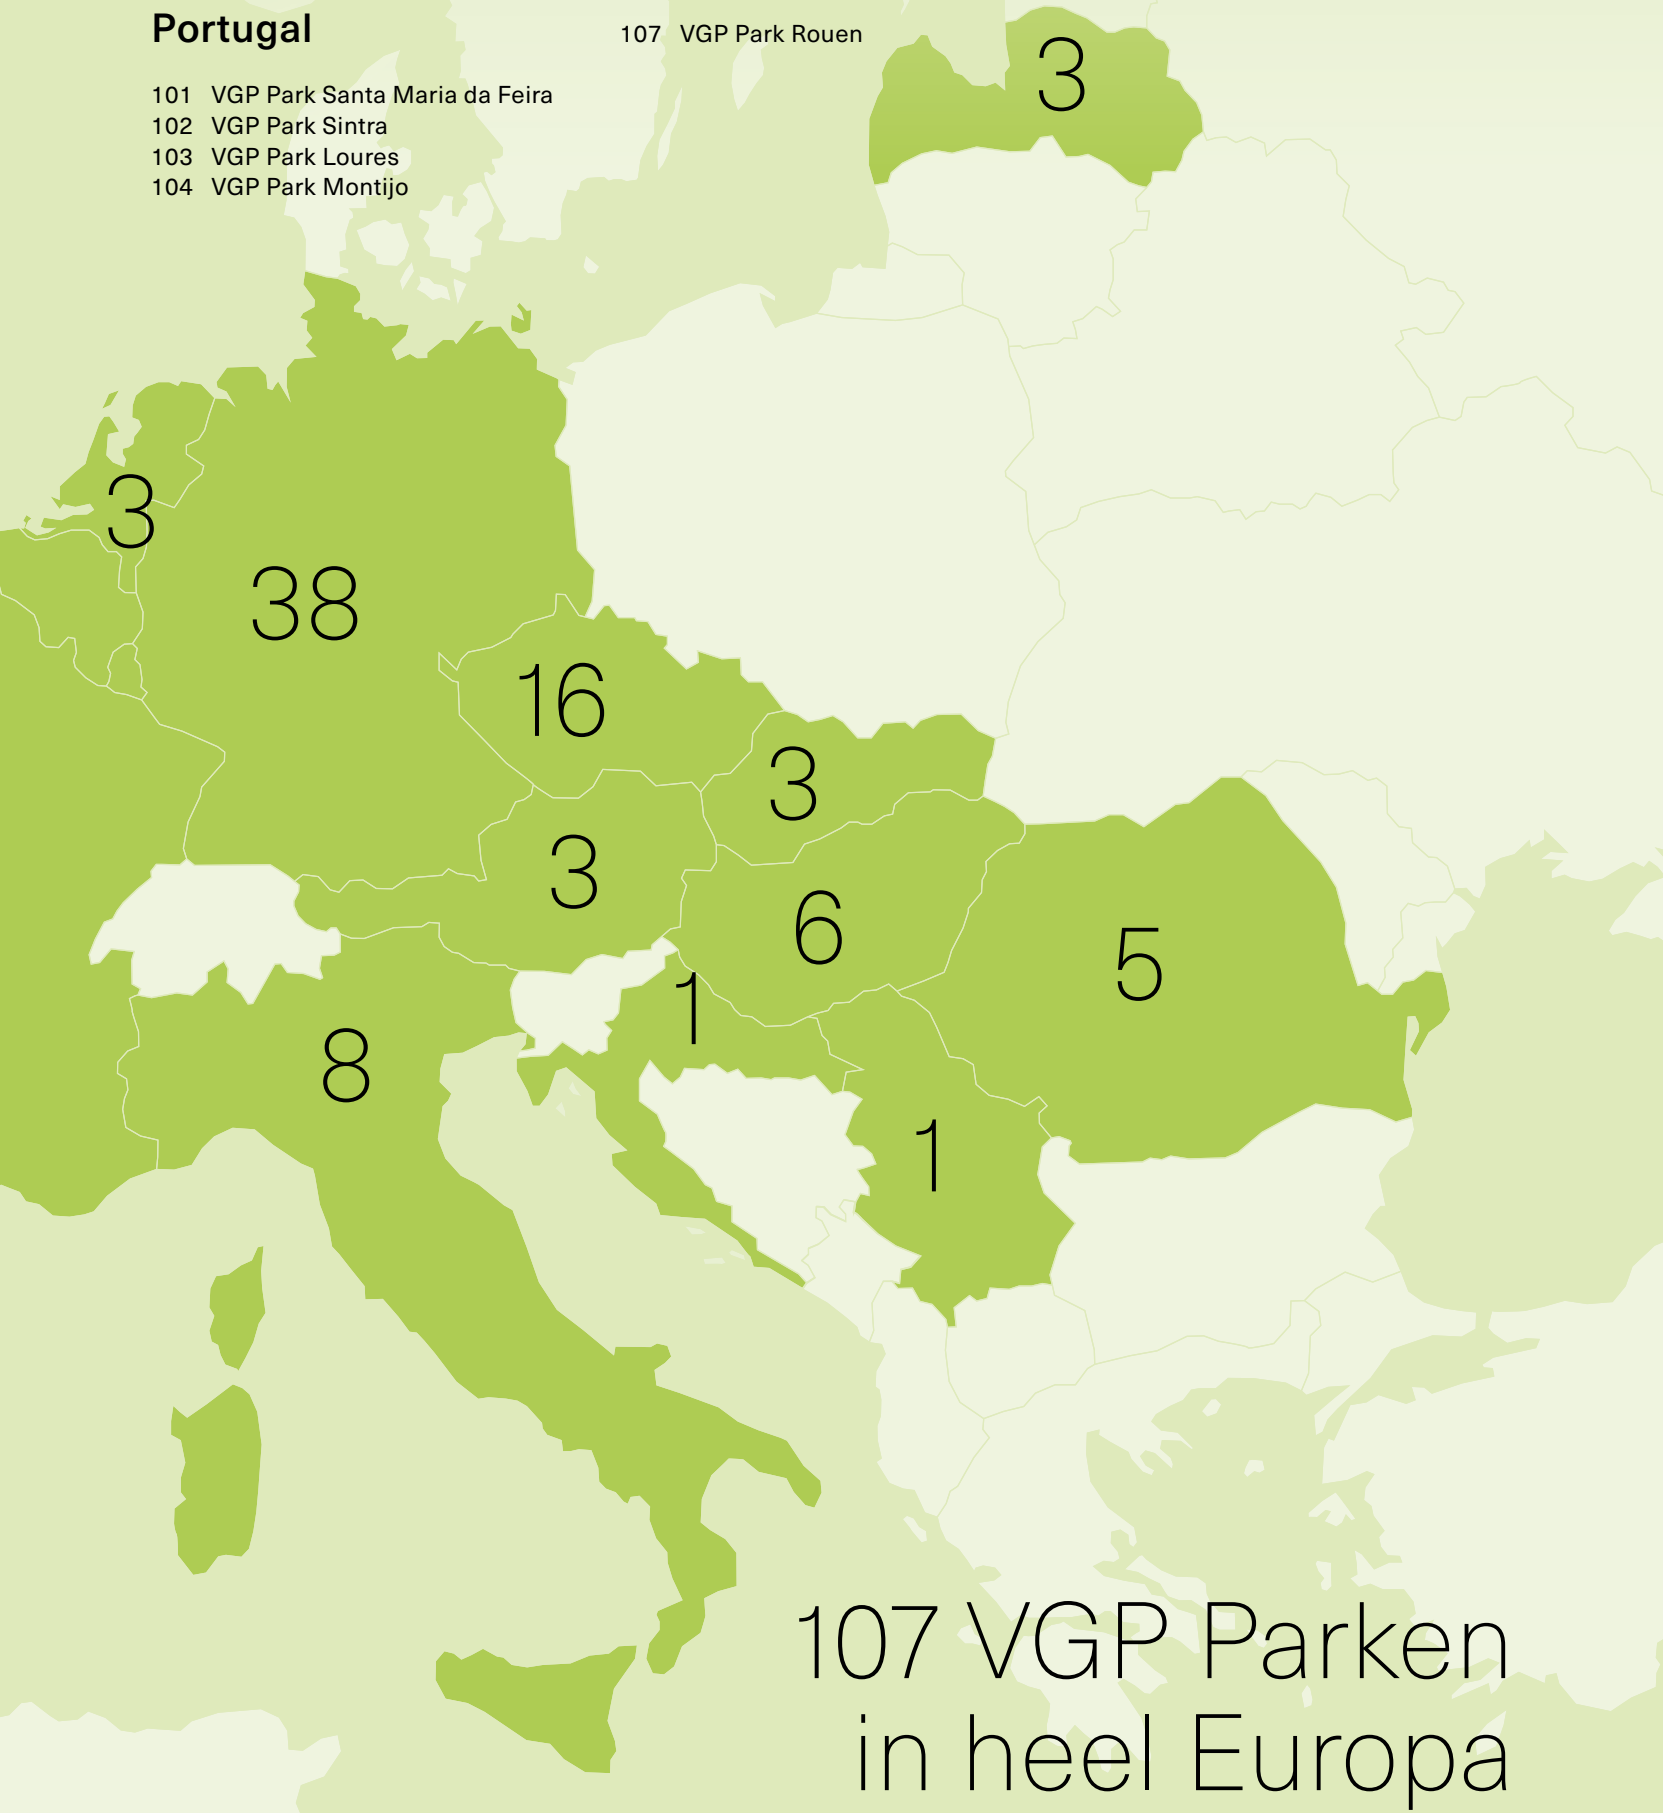 Portugal
101 VGP Park Santa Maria da Feira
102 VGP Park Sintra
103 VGP Park Loures
104 VGP Park Montijo
107 VGP Park Rouen
3
3
38
16
3
3
6
5
1
8
1
107 VGP Parken
in heel Europa